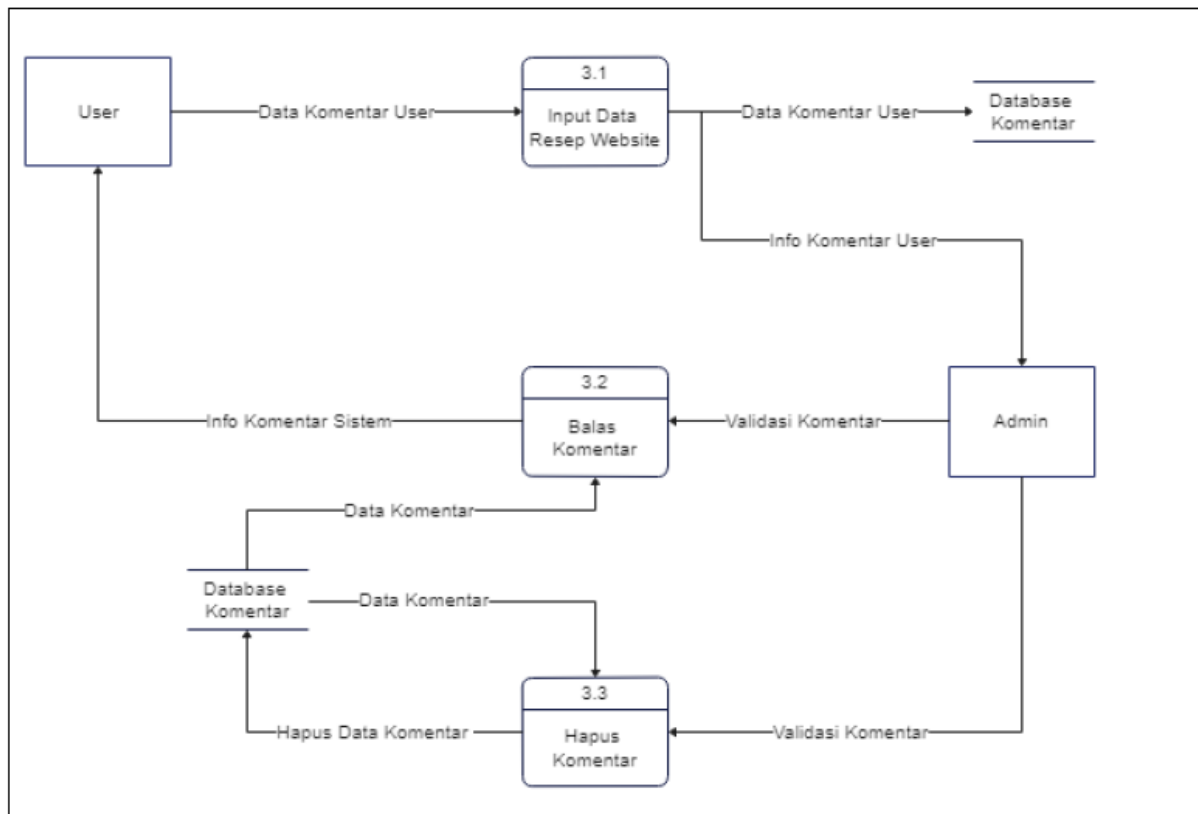 3.1
User
Data Komentar User
Input Data
Resep Website
Data Komentar User
Database
Komentar
Info Komentar User
3.2
Info Komentar Sistem
Balas
Komentar
Validasi Komentar
Admin
Data Komentar
Database
Komentar
Data Komentar
3.3
Hapus Data Komentar
Hapus
Komentar
Validasi Komentar